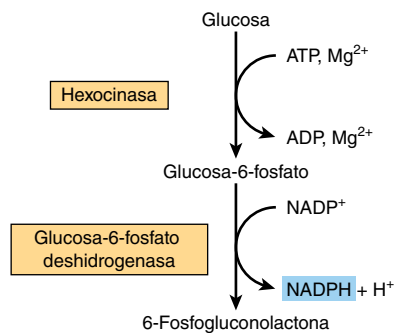 Glucosa
ATP, Mg²⁺
Hexocinasa
ADP, Mg²⁺
Glucosa-6-fosfato
NADP⁺
Glucosa-6-fosfato
deshidrogenasa
NADPH + H⁺
6-Fosfogluconolactona